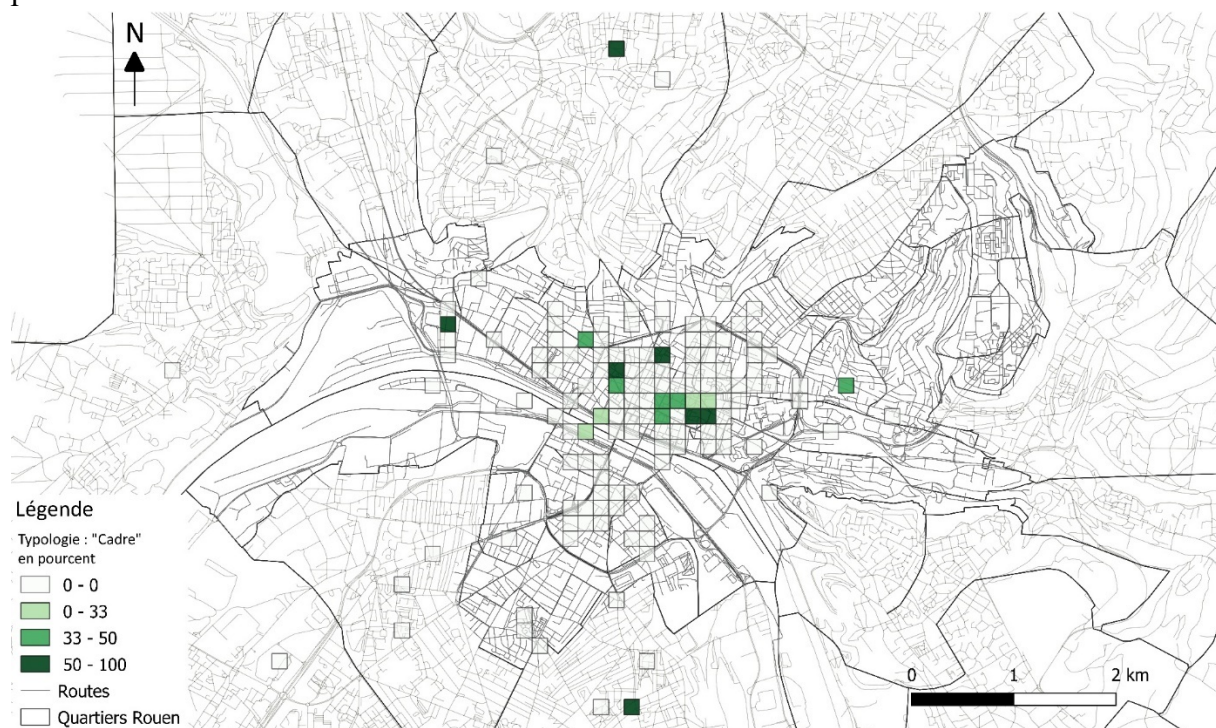 N
Légende
Typologie : "Cadre"
en pourcent
0 - 0
0 - 33
33 - 50
50 - 100
Routes
Quartiers Rouen
0 1 2 km